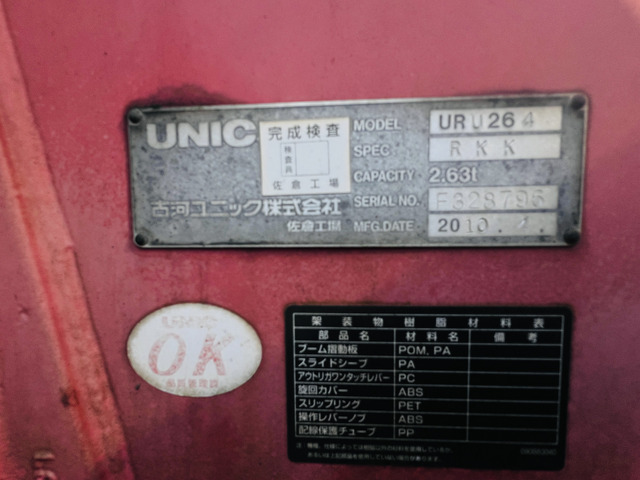 UNIC
完成検査
検査員
佐倉工場
古河ユニック株式会社
佐倉工場
MODEL URU264
SPEC. RKK
CAPACITY 2.63t
SERIAL NO. F328796
MFG.DATE 2010.
UNIC
OK
架装物樹脂材料表
部品名 材料名 備考
ブーム摺動板 POM, PA
スライドシーブ PA
アウトリガワンタッチレバー PC
旋回カバー ABS
スリップリング PET
操作レバーノブ ABS
配線保護チューブ PP